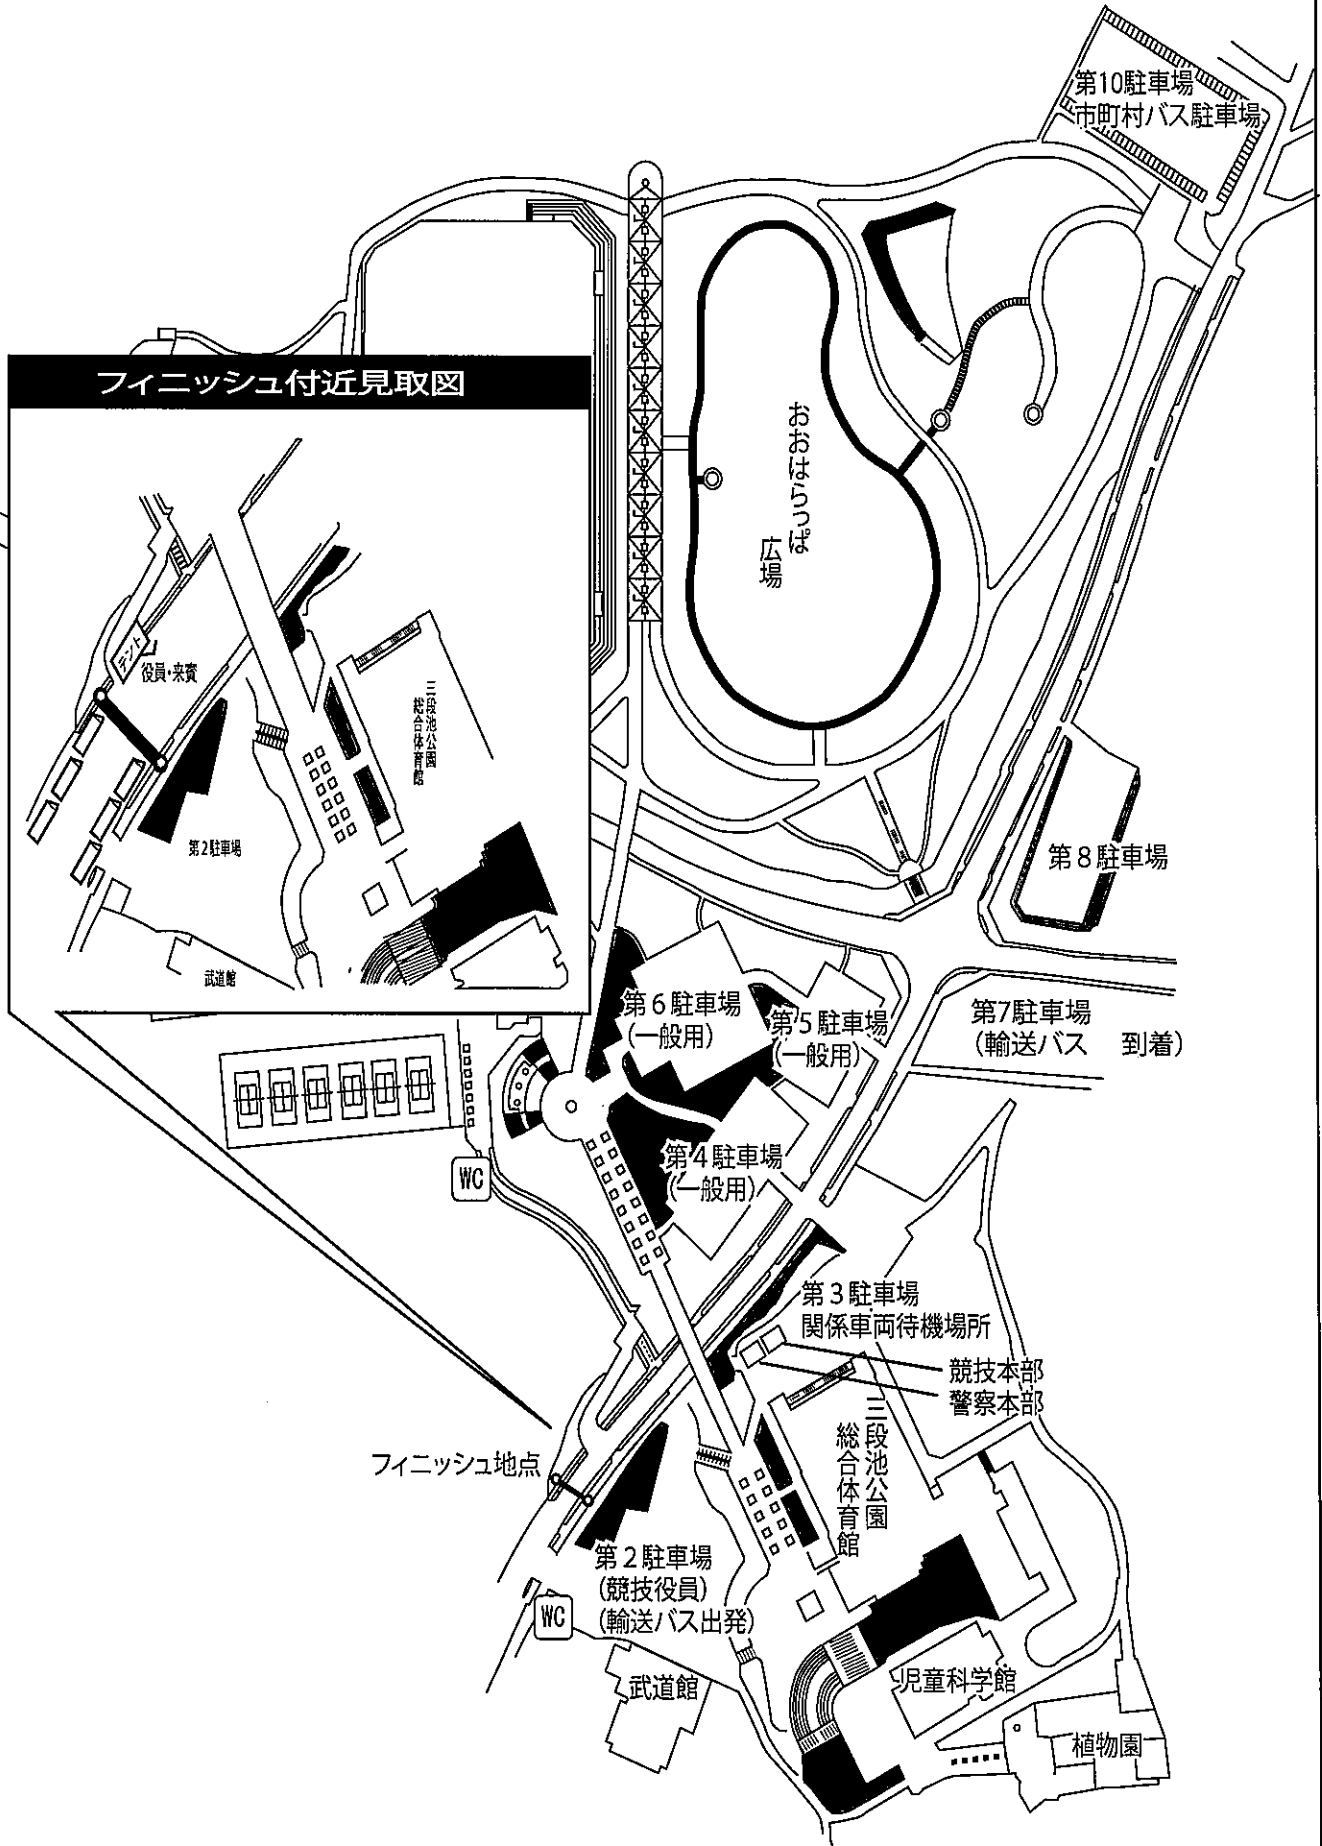 第10駐車場
市町村バス駐車場
フィニッシュ付近見取図
おおはらっぱ
広場
テント
役員・来賓
三段池公園
総合体育館
第2駐車場
武道館
第８駐車場
第６駐車場
(一般用)
第５駐車場
(一般用)
第7駐車場
(輸送バス　到着)
第４駐車場
(一般用)
WC
第３駐車場
関係車両待機場所
競技本部
警察本部
三段池公園
総合体育館
フィニッシュ地点
第２駐車場
(競技役員)
(輸送バス出発)
WC
武道館
児童科学館
植物園